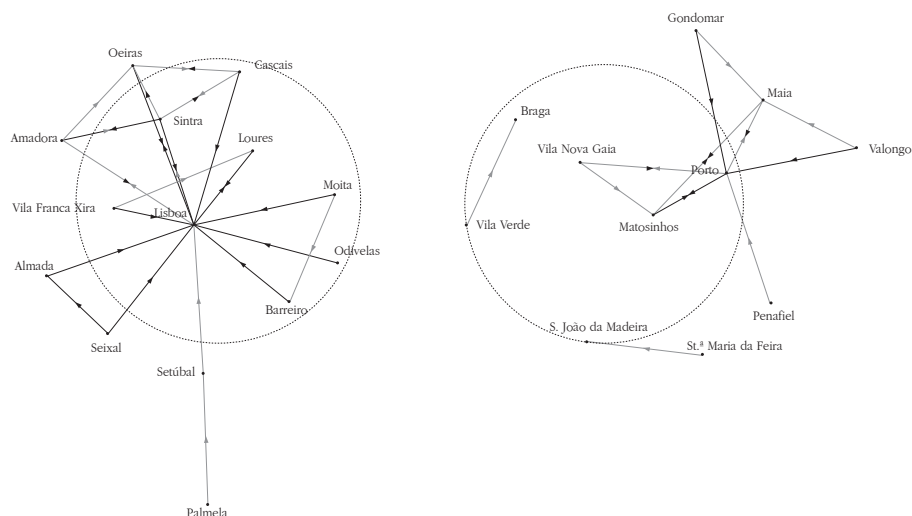 Oeiras
Cascais
Amadora
Sintra
Loures
Moita
Vila Franca Xira
Lisboa
Odivelas
Almada
Barreiro
Seixal
Setúbal
Palmela
Gondomar
Maia
Braga
Vila Nova Gaia
Valongo
Porto
Vila Verde
Matosinhos
Penafiel
S. João da Madeira
St.ª Maria da Feira